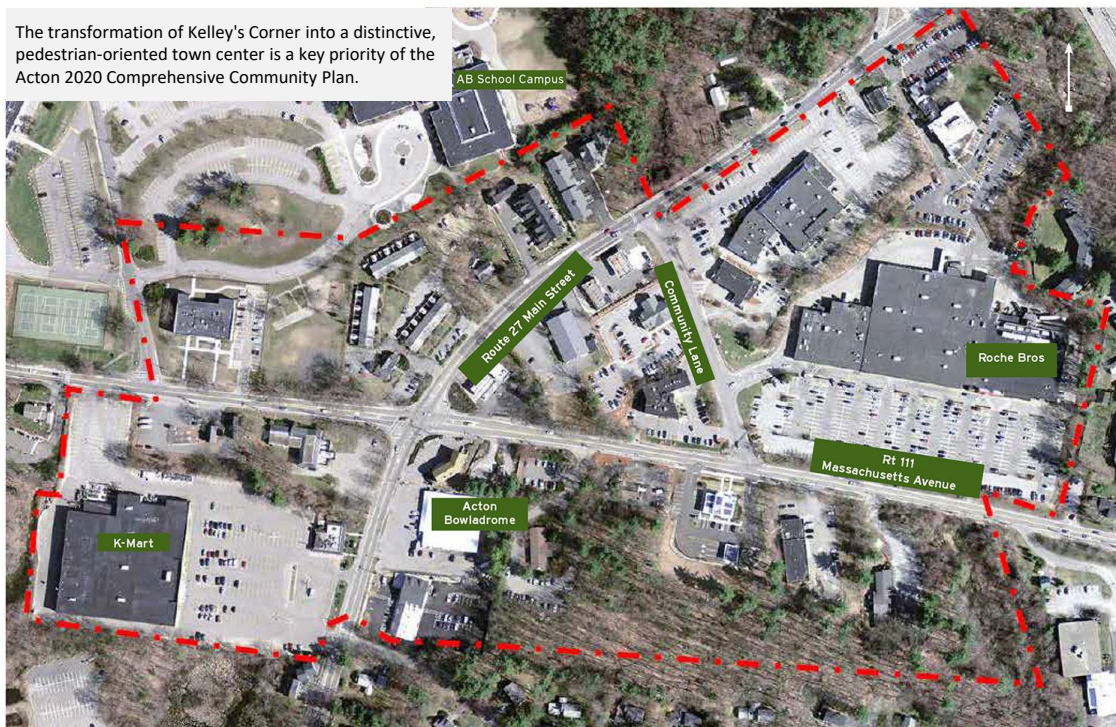 The transformation of Kelley's Corner into a distinctive,
pedestrian-oriented town center is a key priority of the
Acton 2020 Comprehensive Community Plan.
AB School Campus
Route 27 Main Street
Community Lane
Roche Bros
Rt 111
Massachusetts Avenue
Acton
Bowladrome
K-Mart